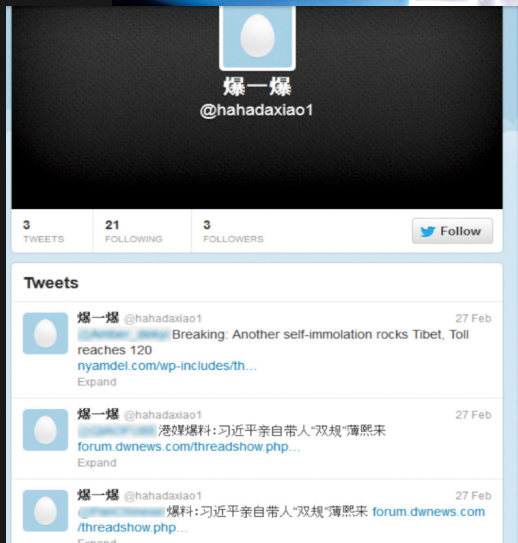 爆一爆
@hahadaxiao1
3 21 3
TWEETS FOLLOWING FOLLOWERS
Follow
Tweets
爆一爆 @hahadaxiao1 27 Feb
Breaking: Another self-immolation rocks Tibet, Toll
reaches 120
nyamdel.com/wp-includes/th...
Expand
爆一爆 @hahadaxiao1 27 Feb
港媒爆料:习近平亲自带人“双规”薄熙来
forum.dwnews.com/threadshow.php...
Expand
爆一爆 @hahadaxiao1 27 Feb
爆料:习近平亲自带人“双规”薄熙来 forum.dwnews.com
/threadshow.php...
Expand